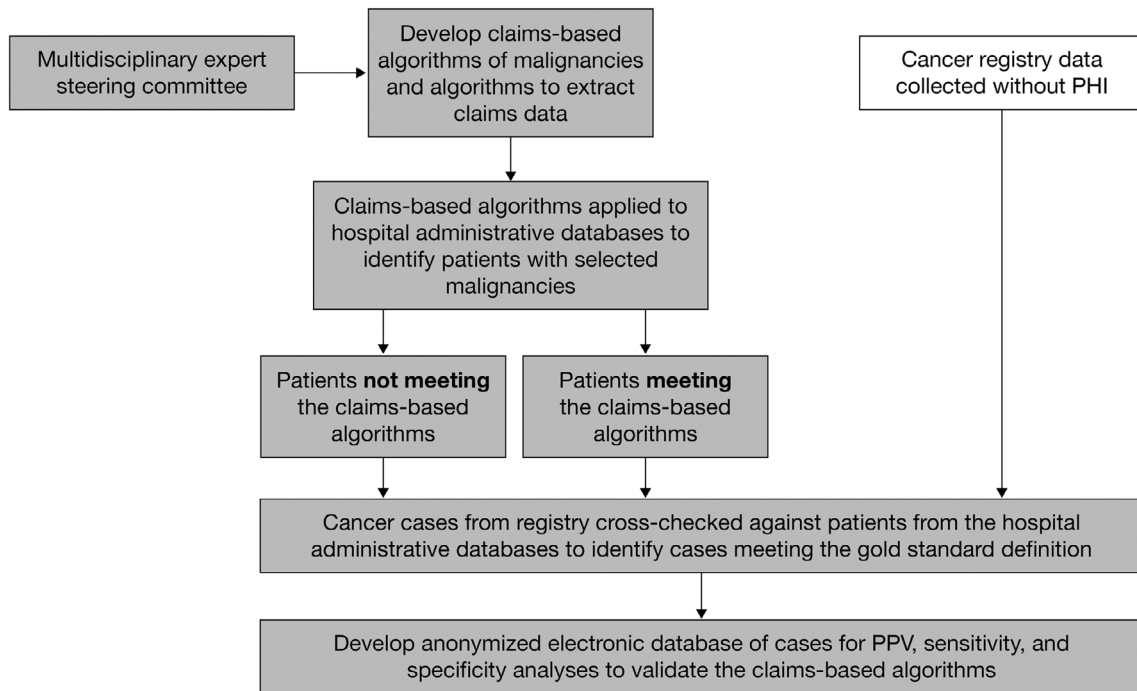 Multidisciplinary expert
steering committee
Develop claims-based
algorithms of malignancies
and algorithms to extract
claims data
Cancer registry data
collected without PHI
Claims-based algorithms applied to
hospital administrative databases to
identify patients with selected
malignancies
Patients not meeting
the claims-based
algorithms
Patients meeting
the claims-based
algorithms
Cancer cases from registry cross-checked against patients from the hospital
administrative databases to identify cases meeting the gold standard definition
Develop anonymized electronic database of cases for PPV, sensitivity, and
specificity analyses to validate the claims-based algorithms